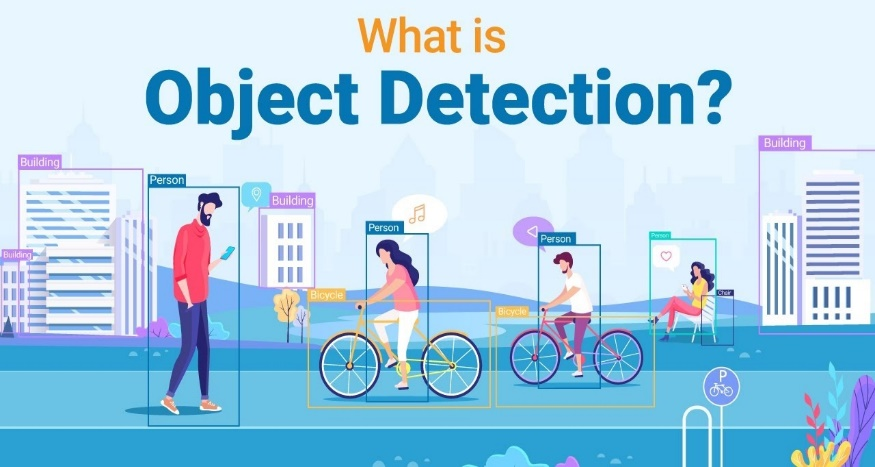 What is
Object Detection?
Building
Building
Person
Building
Person
Person
Person
Building
Bicycle
Bicycle
Chair
P